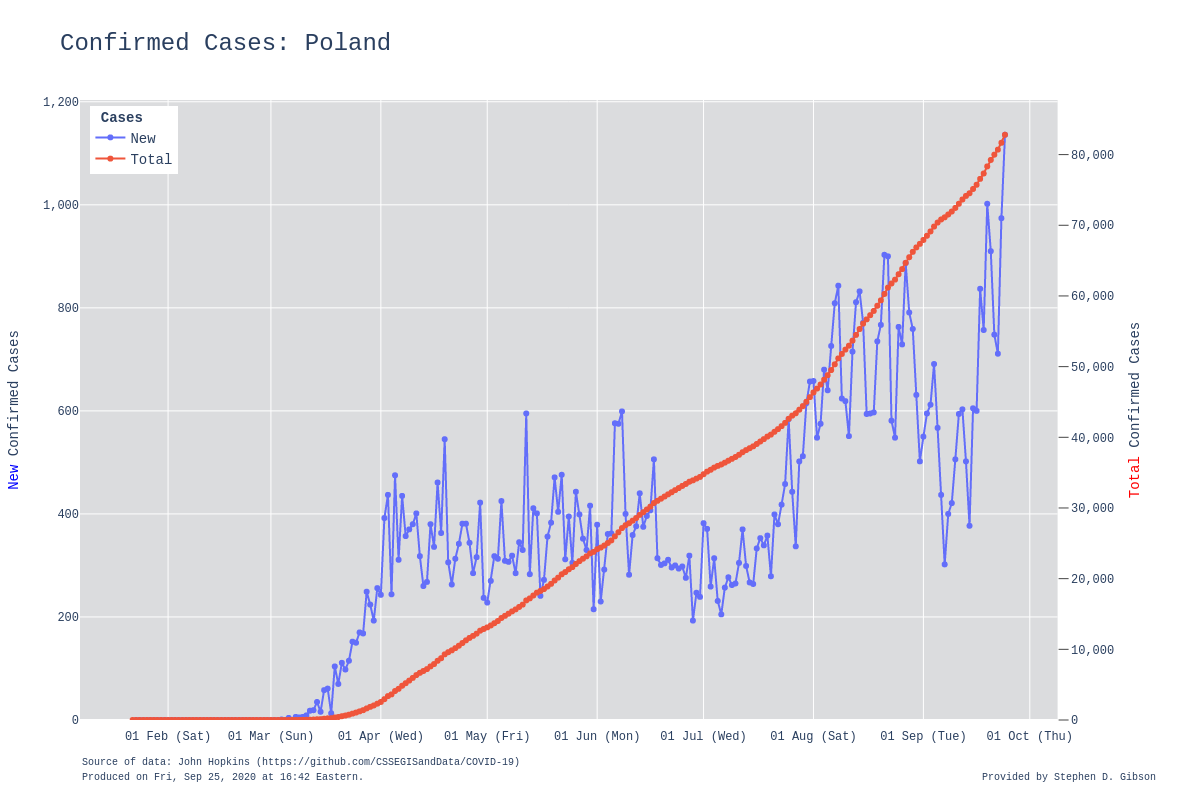 Confirmed Cases: Poland
Cases
New
Total
1,200
1,000
800
600
400
200
0
80,000
70,000
60,000
50,000
40,000
30,000
20,000
10,000
0
New Confirmed Cases
Total Confirmed Cases
01 Feb (Sat) 01 Mar (Sun) 01 Apr (Wed) 01 May (Fri) 01 Jun (Mon) 01 Jul (Wed) 01 Aug (Sat) 01 Sep (Tue) 01 Oct (Thu)
Source of data: John Hopkins (https://github.com/CSSEGISandData/COVID-19)
Produced on Fri, Sep 25, 2020 at 16:42 Eastern.
Provided by Stephen D. Gibson